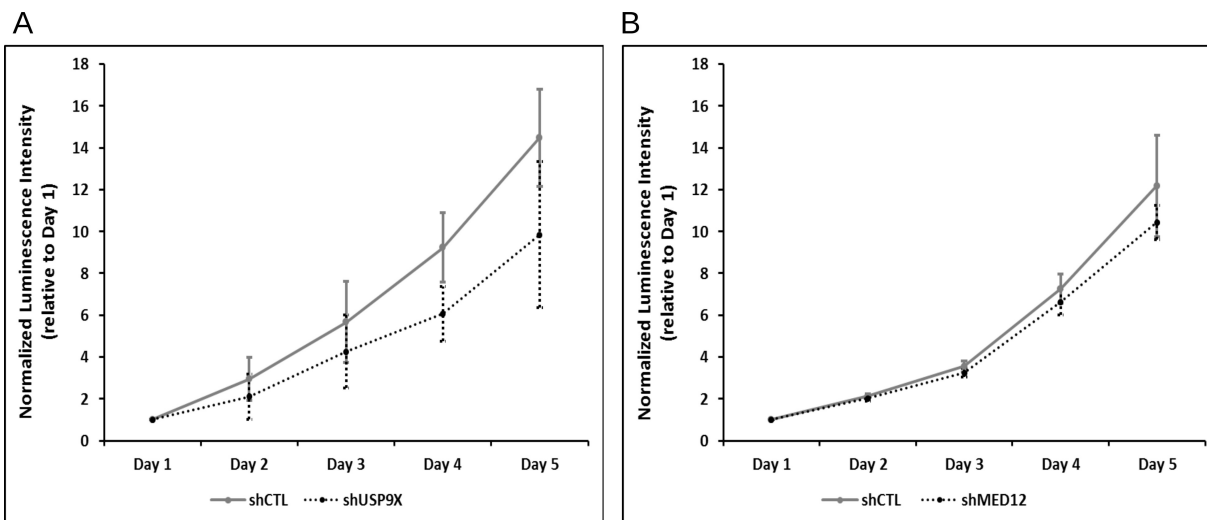 A
Normalized Luminescence Intensity
(relative to Day 1)
18
16
14
12
10
8
6
4
2
0
Day 1 Day 2 Day 3 Day 4 Day 5
shCTL shUSP9X
B
Normalized Luminescence Intensity
(relative to Day 1)
18
16
14
12
10
8
6
4
2
0
Day 1 Day 2 Day 3 Day 4 Day 5
shCTL shMED12